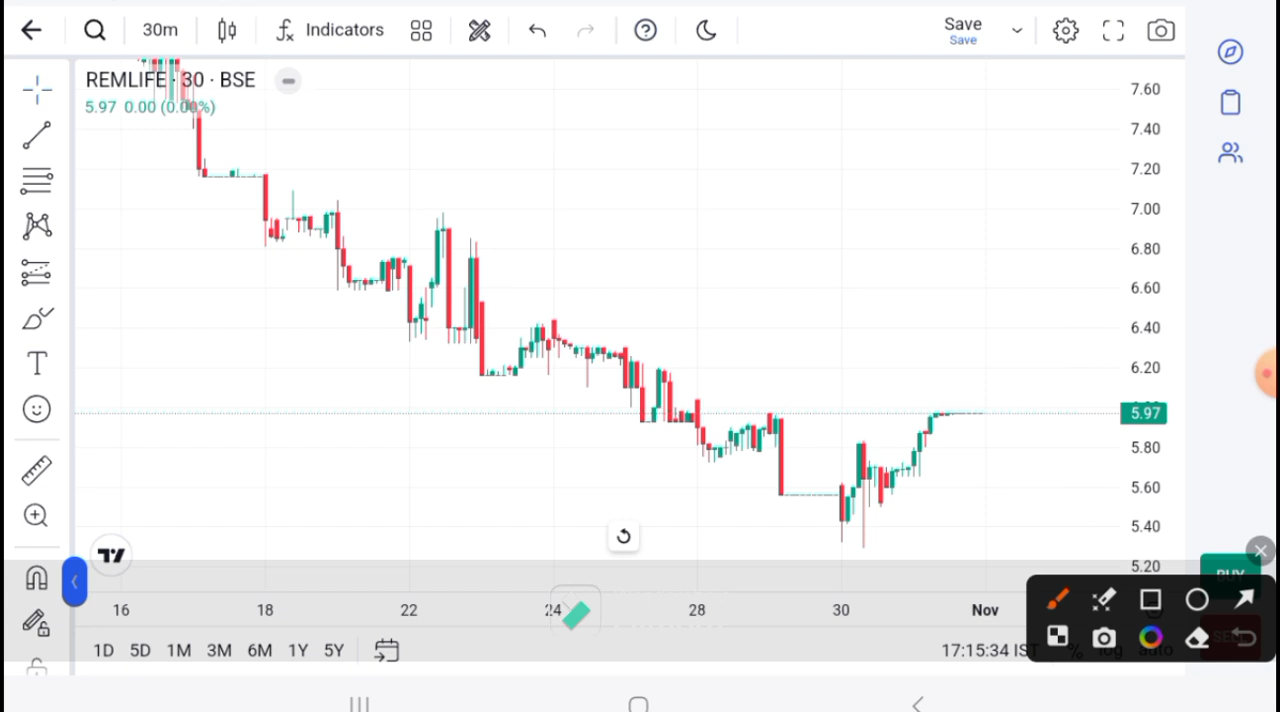 30m Indicators Save
Save
REMLIFE · 30 · BSE
5.97 0.00 (0.00%)
7.60
7.40
7.20
7.00
6.80
6.60
6.40
6.20
5.97
5.80
5.60
5.40
5.20
BUY
16 18 22 24 28 30 Nov
1D 5D 1M 3M 6M 1Y 5Y 17:15:34 IST % log auto